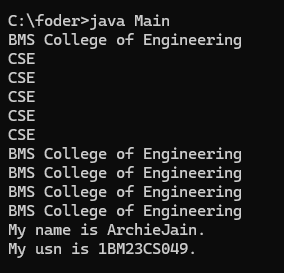 C:\foder>java Main
BMS College of Engineering
CSE
CSE
CSE
CSE
CSE
BMS College of Engineering
BMS College of Engineering
BMS College of Engineering
BMS College of Engineering
My name is ArchieJain.
My usn is 1BM23CS049.